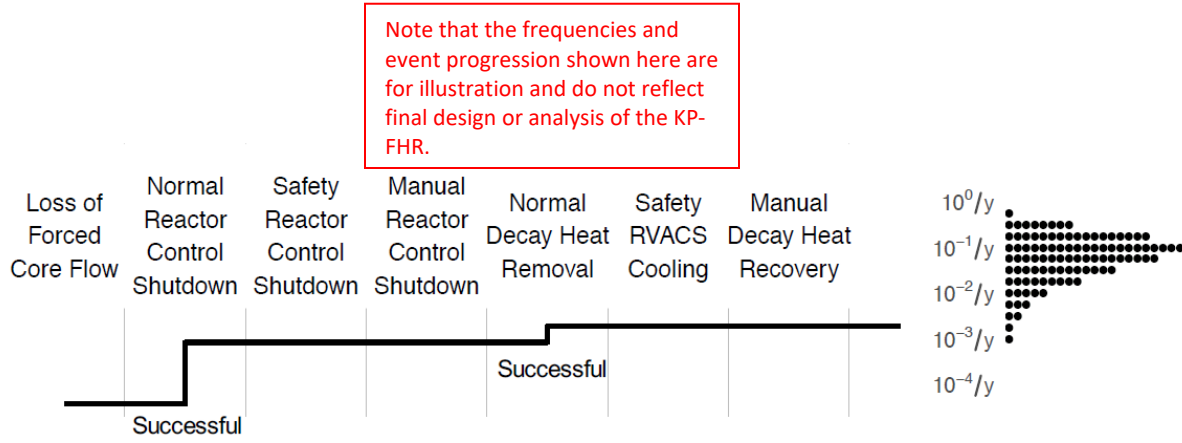 Note that the frequencies and
event progression shown here are
for illustration and do not reflect
final design or analysis of the KP-
FHR.
Loss of
Forced
Core Flow
Normal
Reactor
Control
Shutdown
Safety
Reactor
Control
Shutdown
Manual
Reactor
Control
Shutdown
Normal
Decay Heat
Removal
Safety
RVACS
Cooling
Manual
Decay Heat
Recovery
10⁰/y
10⁻¹/y
10⁻²/y
10⁻³/y
10⁻⁴/y
Successful
Successful